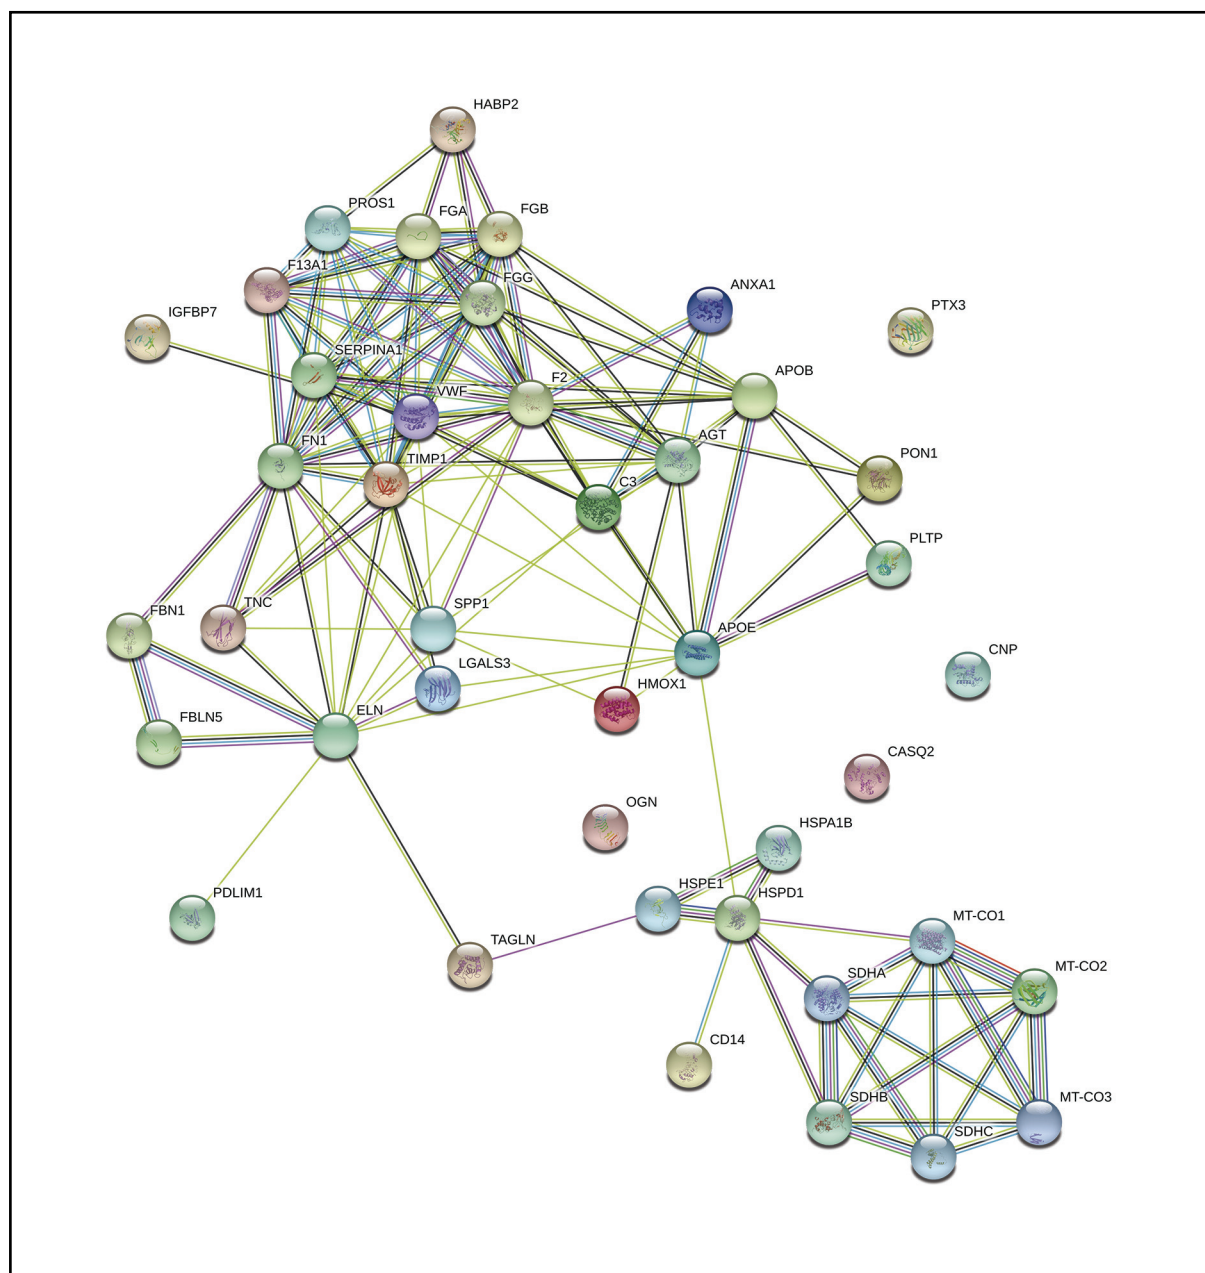 HABP2
PROS1
FGA
FGB
F13A1
FGG
ANXA1
IGFBP7
PTX3
SERPINA1
APOB
F2
VWF
AGT
FN1
TIMP1
PON1
C3
PLTP
FBN1
TNC
SPP1
APOE
CNP
LGALS3
HMOX1
ELN
FBLN5
CASQ2
OGN
HSPA1B
PDLIM1
HSPE1
HSPD1
TAGLN
MT-CO1
MT-CO2
SDHA
CD14
SDHB
MT-CO3
SDHC